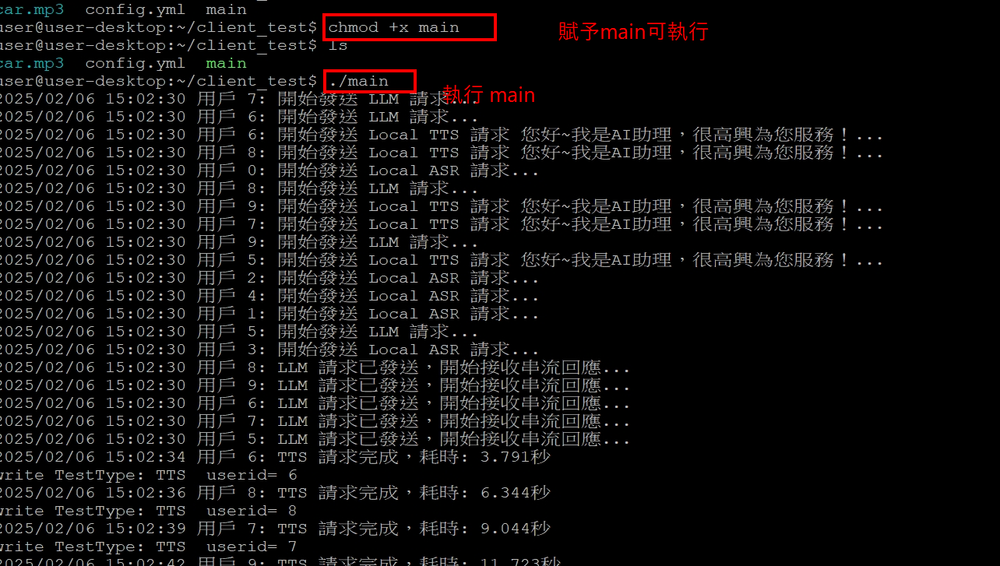 car.mp3  config.yml  main
user@user-desktop:~/client_test$ chmod +x main
賦予main可執行
user@user-desktop:~/client_test$ ls
car.mp3  config.yml  main
user@user-desktop:~/client_test$ ./main
執行 main
2025/02/06 15:02:30 用戶 7: 開始發送 LLM 請求...
2025/02/06 15:02:30 用戶 6: 開始發送 LLM 請求...
2025/02/06 15:02:30 用戶 6: 開始發送 Local TTS 請求 您好~我是AI助理，很高興為您服務！...
2025/02/06 15:02:30 用戶 8: 開始發送 Local TTS 請求 您好~我是AI助理，很高興為您服務！...
2025/02/06 15:02:30 用戶 0: 開始發送 Local ASR 請求...
2025/02/06 15:02:30 用戶 8: 開始發送 LLM 請求...
2025/02/06 15:02:30 用戶 9: 開始發送 Local TTS 請求 您好~我是AI助理，很高興為您服務！...
2025/02/06 15:02:30 用戶 7: 開始發送 Local TTS 請求 您好~我是AI助理，很高興為您服務！...
2025/02/06 15:02:30 用戶 9: 開始發送 LLM 請求...
2025/02/06 15:02:30 用戶 5: 開始發送 Local TTS 請求 您好~我是AI助理，很高興為您服務！...
2025/02/06 15:02:30 用戶 2: 開始發送 Local ASR 請求...
2025/02/06 15:02:30 用戶 4: 開始發送 Local ASR 請求...
2025/02/06 15:02:30 用戶 1: 開始發送 Local ASR 請求...
2025/02/06 15:02:30 用戶 5: 開始發送 LLM 請求...
2025/02/06 15:02:30 用戶 3: 開始發送 Local ASR 請求...
2025/02/06 15:02:30 用戶 8: LLM 請求已發送，開始接收串流回應...
2025/02/06 15:02:30 用戶 9: LLM 請求已發送，開始接收串流回應...
2025/02/06 15:02:30 用戶 6: LLM 請求已發送，開始接收串流回應...
2025/02/06 15:02:30 用戶 7: LLM 請求已發送，開始接收串流回應...
2025/02/06 15:02:30 用戶 5: LLM 請求已發送，開始接收串流回應...
2025/02/06 15:02:34 用戶 6: TTS 請求完成，耗時: 3.791秒
write TestType: TTS  userid= 6
2025/02/06 15:02:36 用戶 8: TTS 請求完成，耗時: 6.344秒
write TestType: TTS  userid= 8
2025/02/06 15:02:39 用戶 7: TTS 請求完成，耗時: 9.044秒
write TestType: TTS  userid= 7
2025/02/06 15:02:42 用戶 9: TTS 請求完成，耗時: 11.723秒